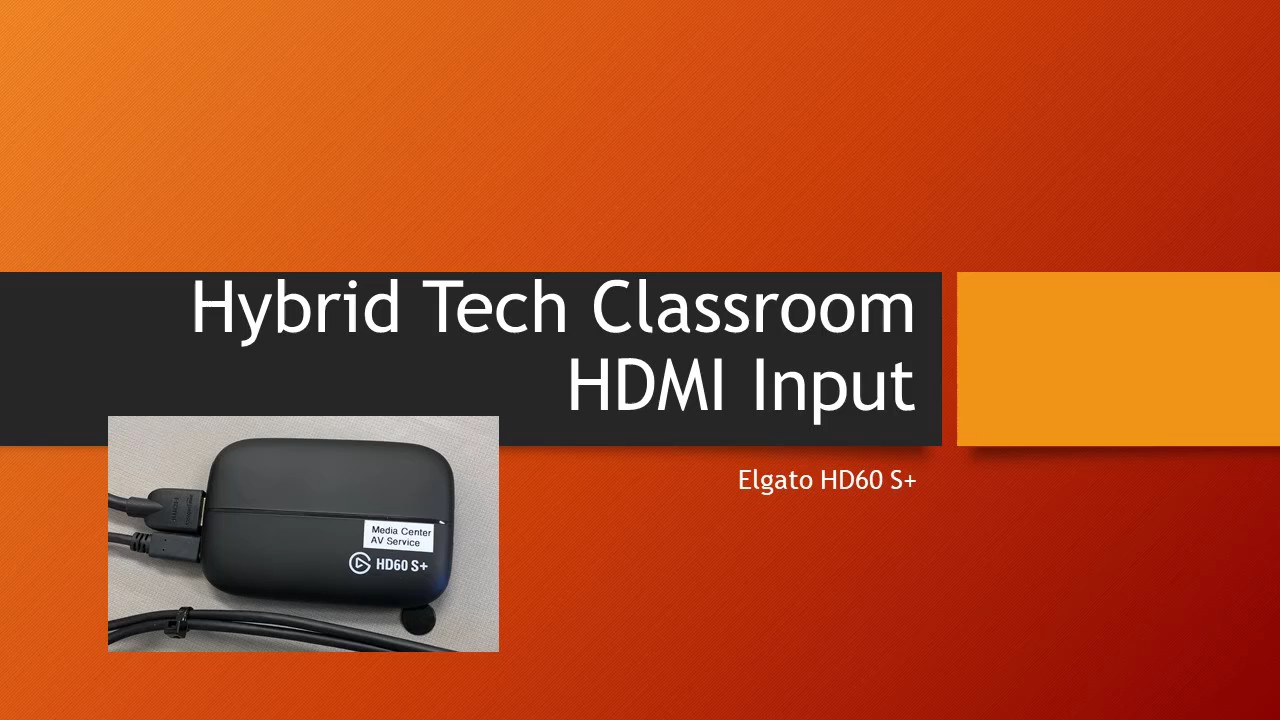 Hybrid Tech Classroom
HDMI Input
Elgato HD60 S+
Media Center
AV Service
HD60 S+